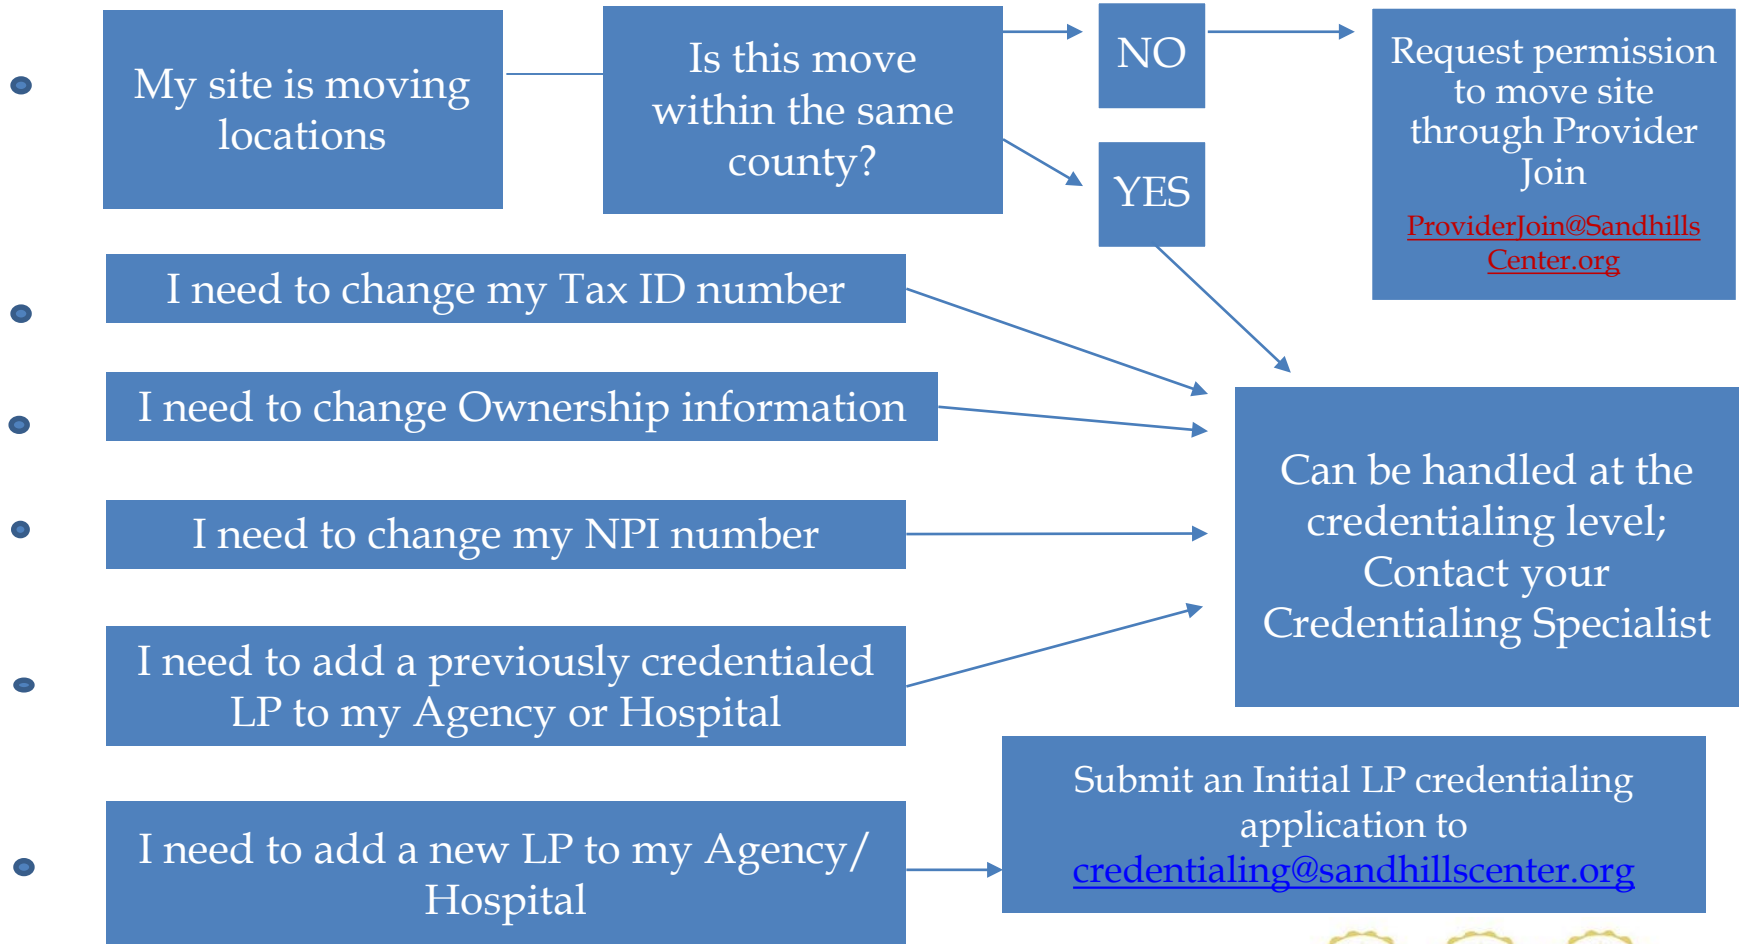 My site is moving
locations
Is this move
within the same
county?
NO
YES
Request permission
to move site
through Provider
Join
ProviderJoin@Sandhills
Center.org
I need to change my Tax ID number
I need to change Ownership information
I need to change my NPI number
I need to add a previously credentialed
LP to my Agency or Hospital
I need to add a new LP to my Agency/
Hospital
Can be handled at the
credentialing level;
Contact your
Credentialing Specialist
Submit an Initial LP credentialing
application to
credentialing@sandhillscenter.org